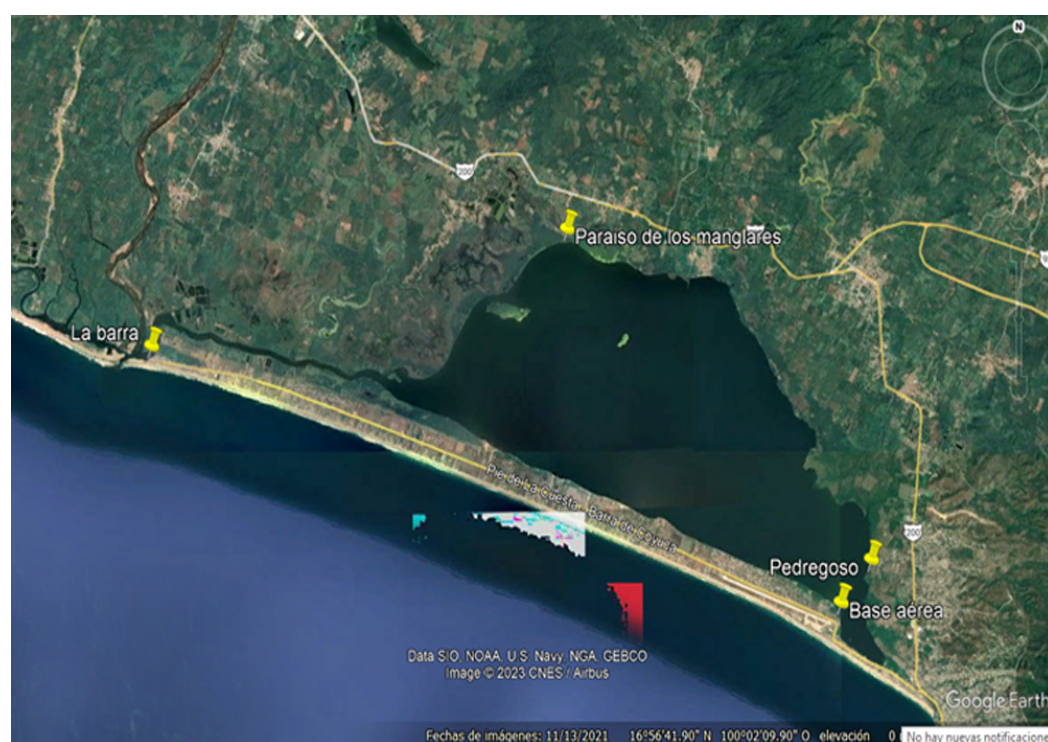 N
200
Paraiso de los manglares
La barra
Pie de La Cuesta - Barra de Coyuca
200
Pedregoso
Base aérea
Data SIO, NOAA, U.S. Navy, NGA, GEBCO
Image © 2023 CNES / Airbus
Google Earth
Fechas de imágenes: 11/13/2021 16°56'41.90" N 100°02'09.90" O elevación 0
No hay nuevas notificacione